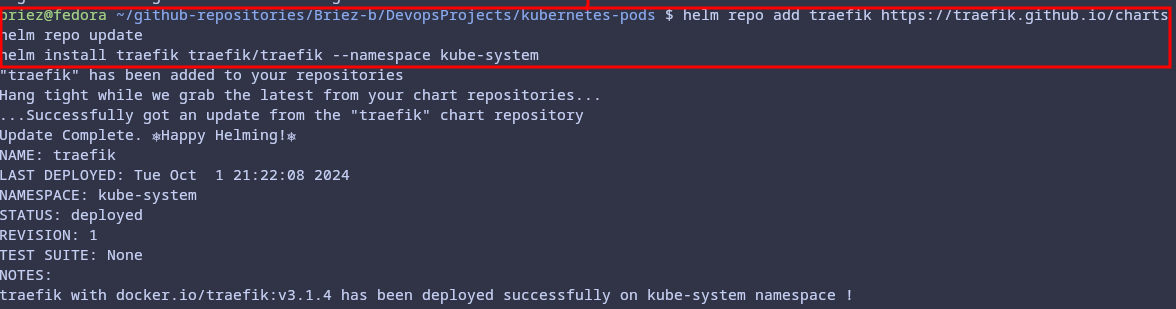 briez@fedora ~/github-repositories/Briez-b/DevopsProjects/kubernetes-pods $ helm repo add traefik https://traefik.github.io/charts
helm repo update
helm install traefik traefik/traefik --namespace kube-system
"traefik" has been added to your repositories
Hang tight while we grab the latest from your chart repositories...
...Successfully got an update from the "traefik" chart repository
Update Complete. ⎈Happy Helming!⎈
NAME: traefik
LAST DEPLOYED: Tue Oct  1 21:22:08 2024
NAMESPACE: kube-system
STATUS: deployed
REVISION: 1
TEST SUITE: None
NOTES:
traefik with docker.io/traefik:v3.1.4 has been deployed successfully on kube-system namespace !